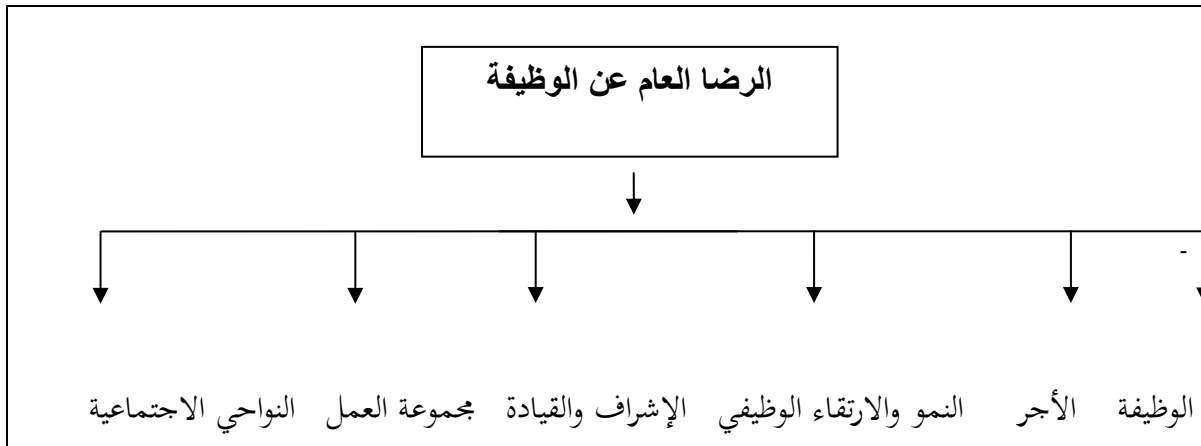 الرضا العام عن الوظيفة
-
الوظيفة الأجر النمو والارتقاء الوظيفي الإشراف والقيادة مجموعة العمل النواحي الاجتماعية